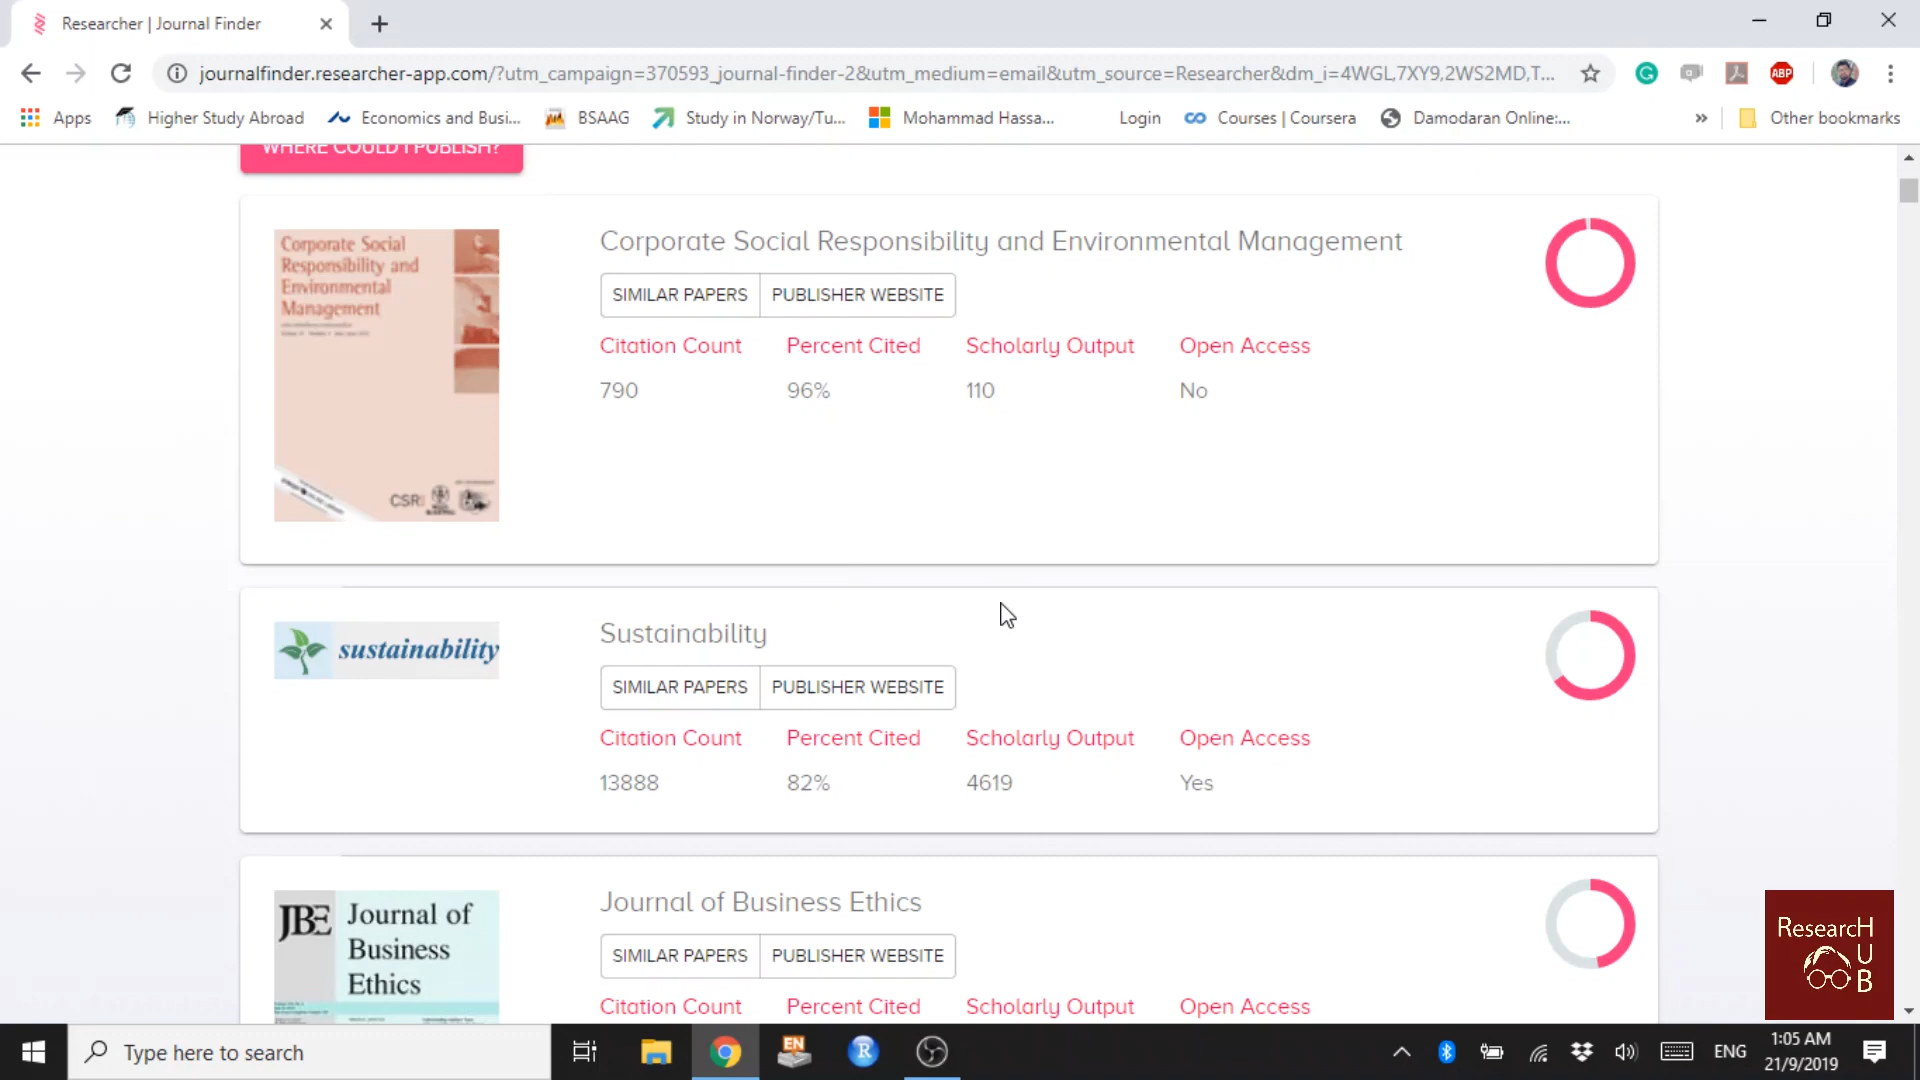 Researcher | Journal Finder
journalfinder.researcher-app.com/?utm_campaign=370593_journal-finder-2&utm_medium=email&utm_source=Researcher&dm_i=4WGL,7XY9,2WS2MD,T...
ABP
Apps Higher Study Abroad Economics and Busi... BSAAG Study in Norway/Tu... Mohammad Hassa... Login Courses | Coursera Damodaran Online:... » Other bookmarks
WHERE COULD I PUBLISH?
Corporate Social
Responsibility and
Environmental
Management
CSR
Corporate Social Responsibility and Environmental Management
SIMILAR PAPERS PUBLISHER WEBSITE
Citation Count Percent Cited Scholarly Output Open Access
790 96% 110 No
sustainability
Sustainability
SIMILAR PAPERS PUBLISHER WEBSITE
Citation Count Percent Cited Scholarly Output Open Access
13888 82% 4619 Yes
JBE Journal of
Business
Ethics
Journal of Business Ethics
SIMILAR PAPERS PUBLISHER WEBSITE
Citation Count Percent Cited Scholarly Output Open Access
ResearcH
U
B
Type here to search
EN
R
ENG
1:05 AM
21/9/2019